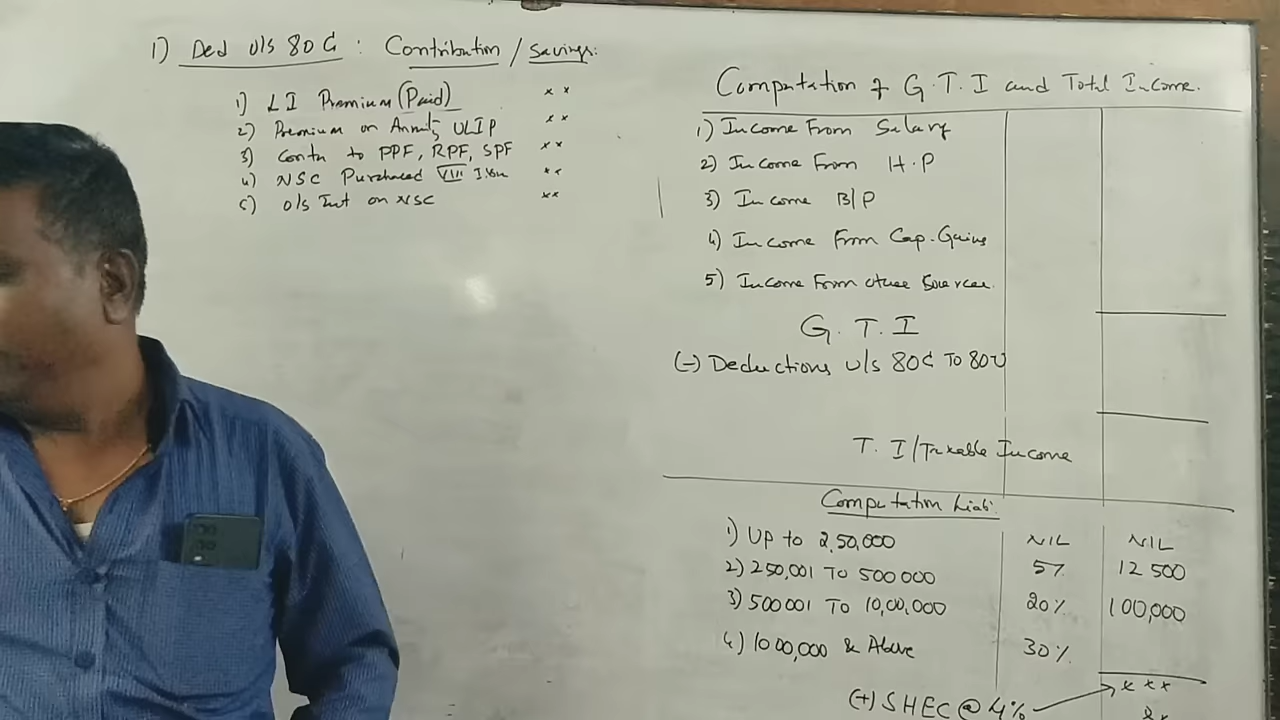 1) Ded U/s 80C : Contribution / Savings:
1) LI Premium (Paid) xx
2) Premium on Annuity ULIP xx
3) Contn to PPF, RPF, SPF xx
4) NSC Purchased VIII Issue xx
5) o/s Int on NSC xx
Computation of G.T.I and Total Income.
1) Income From Salary
2) Income From H.P
3) Income B/P
4) Income From Cap. Gains
5) Income From other Sources.
G.T.I
(-) Deductions U/s 80C To 80U
T.I/Taxable Income
Computation Liabi.
1) Up to 2,50,000 NIL NIL
2) 250,001 To 500000 5% 12500
3) 500001 To 10,00,000 20% 100,000
4) 1000,000 & Above 30%
xxx
(+) SHEC @ 4%